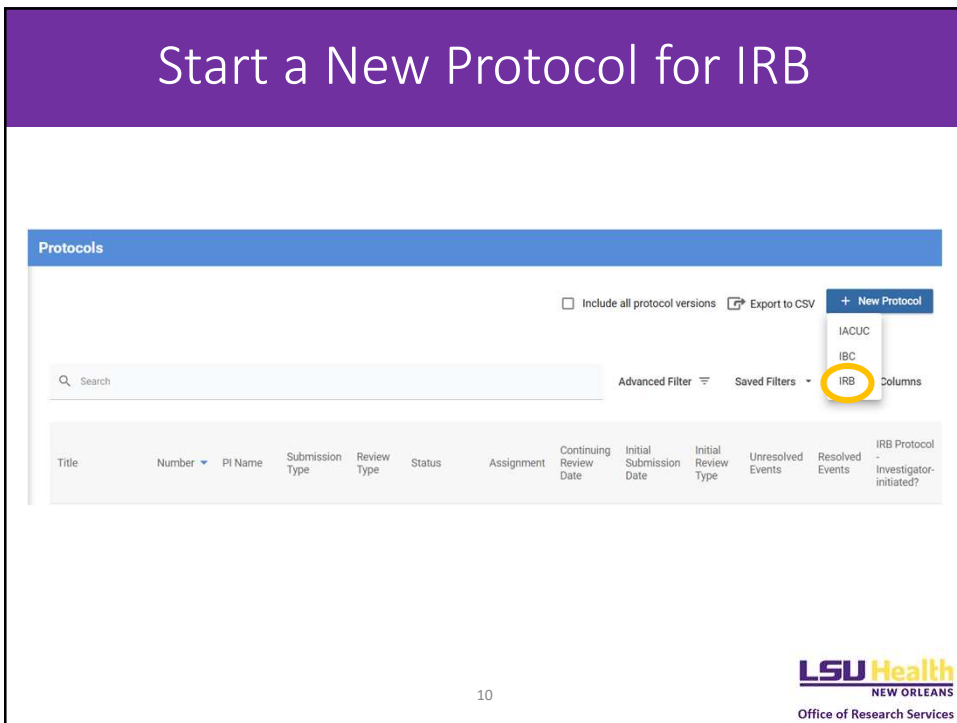 Start a New Protocol for IRB
Protocols
Include all protocol versions Export to CSV + New Protocol
IACUC
IBC
IRB
Search Advanced Filter Saved Filters Columns
Title Number PI Name Submission Type Review Type Status Assignment Continuing Review Date Initial Submission Date Initial Review Type Unresolved Events Resolved Events IRB Protocol - Investigator-initiated?
10
LSU Health
NEW ORLEANS
Office of Research Services